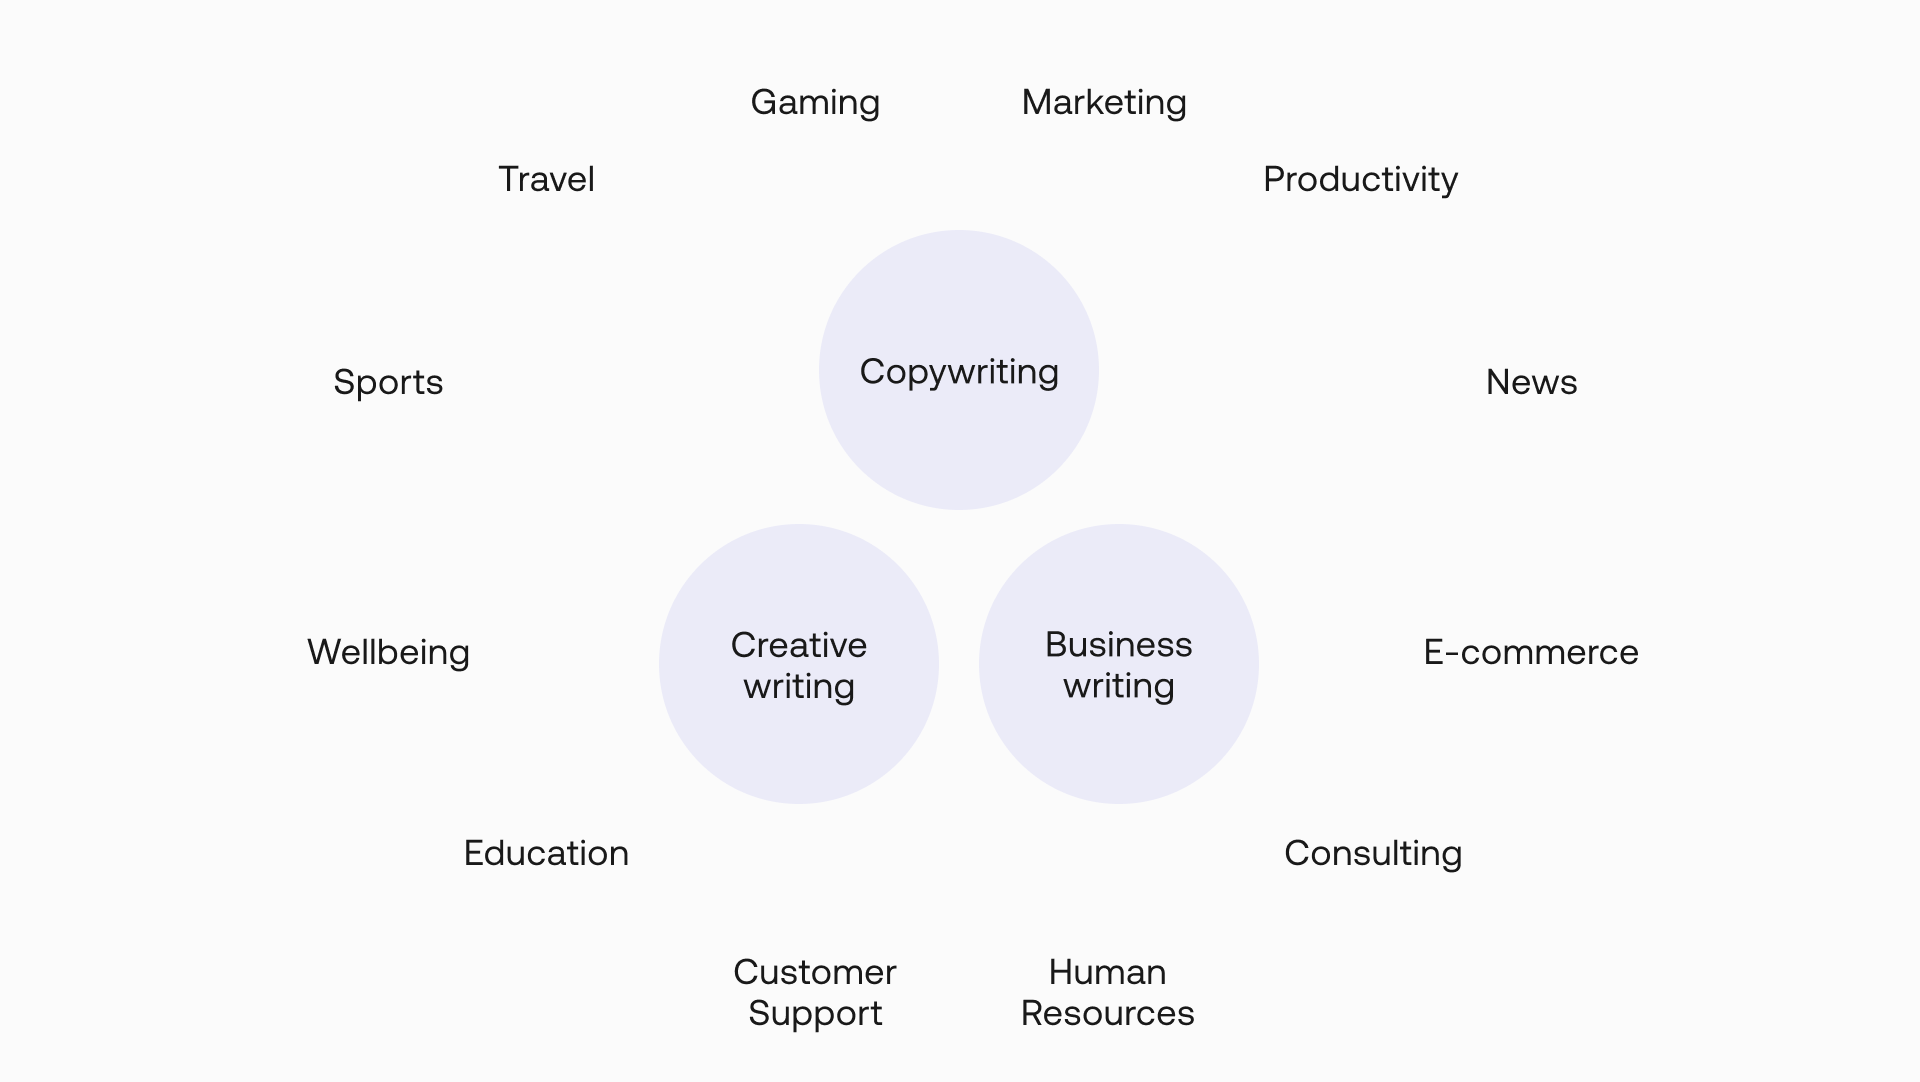 Gaming
Marketing
Travel
Productivity
Copywriting
Sports
News
Creative
writing
Business
writing
Wellbeing
E-commerce
Education
Consulting
Customer
Support
Human
Resources